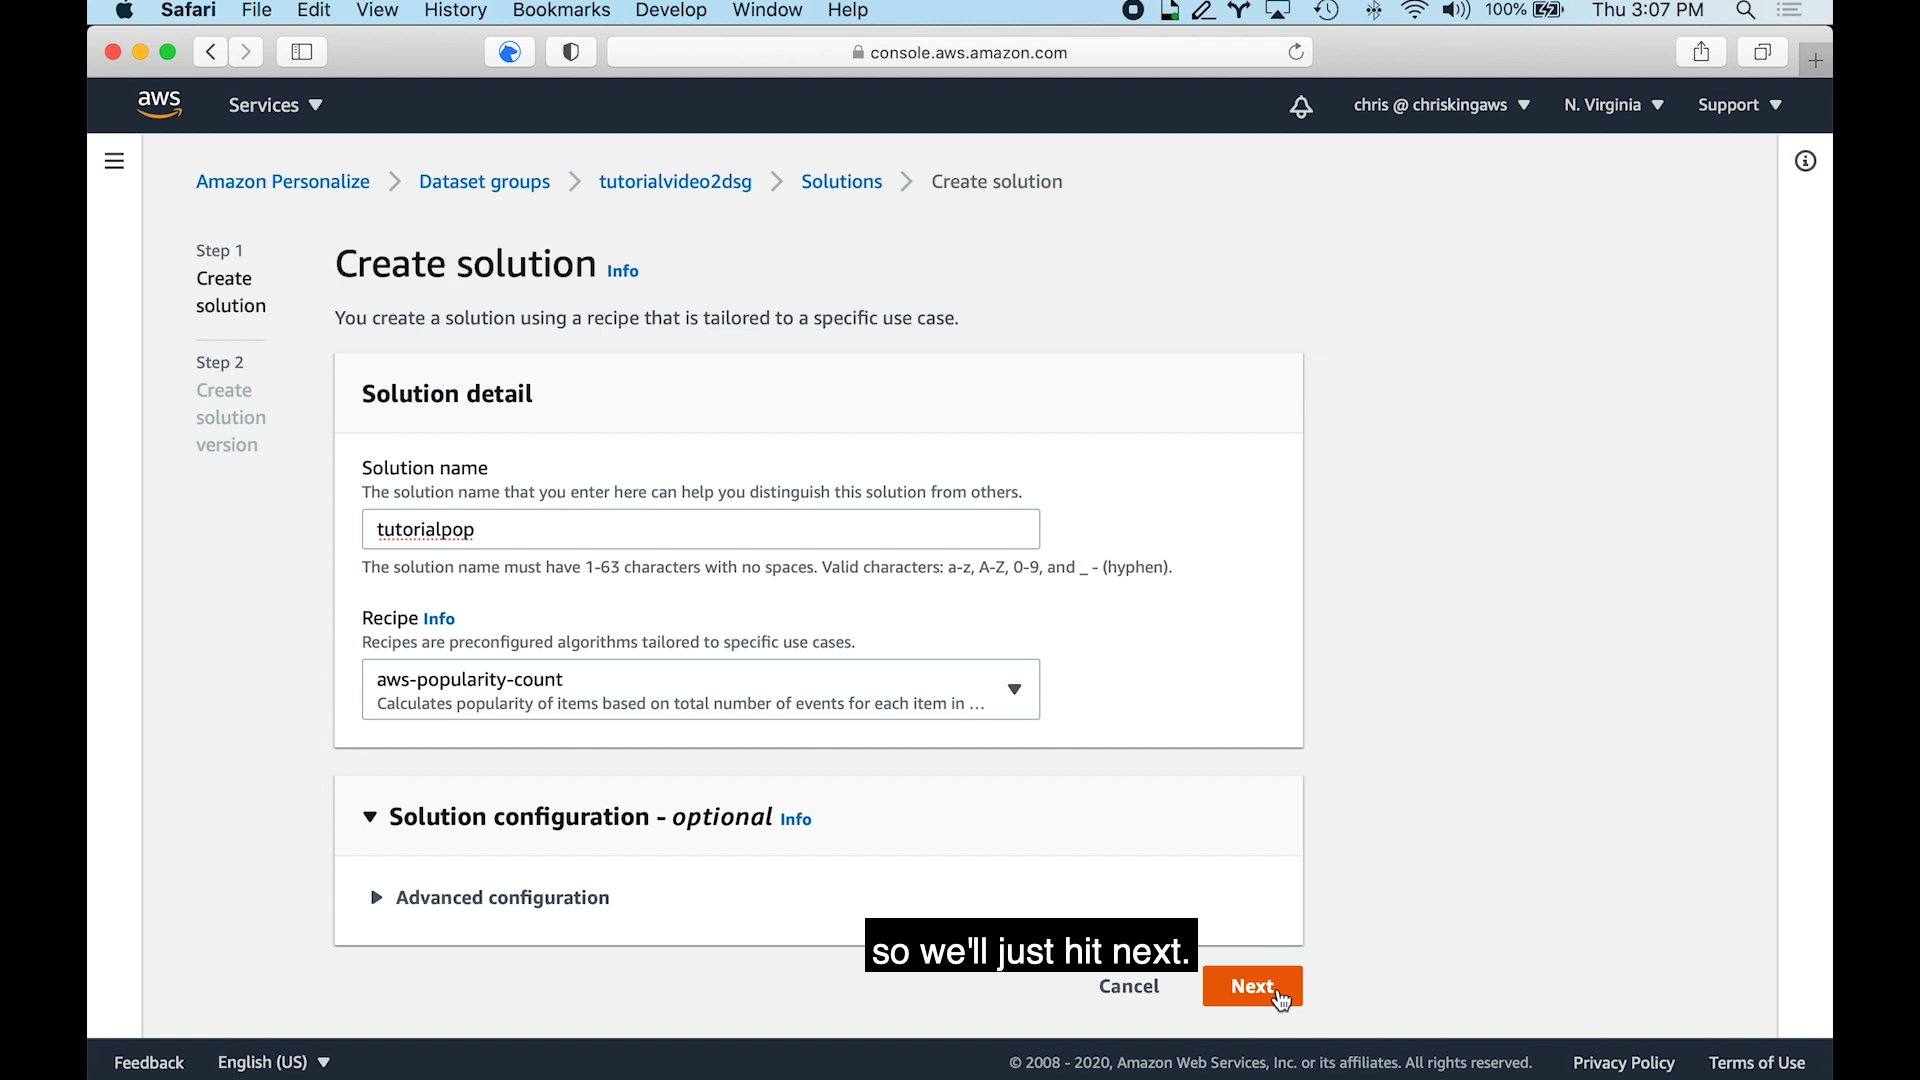 Safari File Edit View History Bookmarks Develop Window Help 100% Thu 3:07 PM
console.aws.amazon.com
aws Services chris @ chriskingaws N. Virginia Support
Amazon Personalize Dataset groups tutorialvideo2dsg Solutions Create solution
Step 1
Create
solution
Step 2
Create
solution
version
Create solution Info
You create a solution using a recipe that is tailored to a specific use case.
Solution detail
Solution name
The solution name that you enter here can help you distinguish this solution from others.
tutorialpop
The solution name must have 1-63 characters with no spaces. Valid characters: a-z, A-Z, 0-9, and _ - (hyphen).
Recipe Info
Recipes are preconfigured algorithms tailored to specific use cases.
aws-popularity-count
Calculates popularity of items based on total number of events for each item in ...
Solution configuration - optional Info
Advanced configuration
so we'll just hit next.
Cancel Next
Feedback English (US) © 2008 - 2020, Amazon Web Services, Inc. or its affiliates. All rights reserved. Privacy Policy Terms of Use